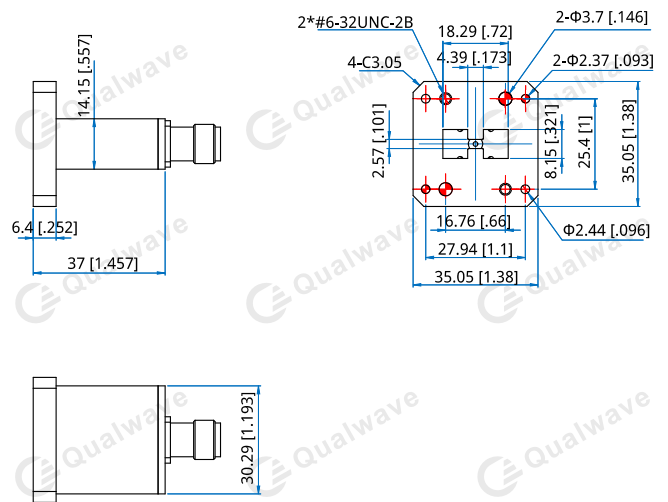 2*#6-32UNC-2B
18.29 [.72]
2-Φ3.7 [.146]
4.39 [.173]
2-Φ2.37 [.093]
4-C3.05
14.15 [.557]
2.57 [.101]
8.15 [.321]
25.4 [1]
35.05 [1.38]
6.4 [.252]
16.76 [.66]
Φ2.44 [.096]
37 [1.457]
27.94 [1.1]
35.05 [1.38]
30.29 [1.193]
Qualwave
Qualwave
Qualwave
Qualwave
Qualwave
Qualwave
Qualwave
Qualwave
Qualwave